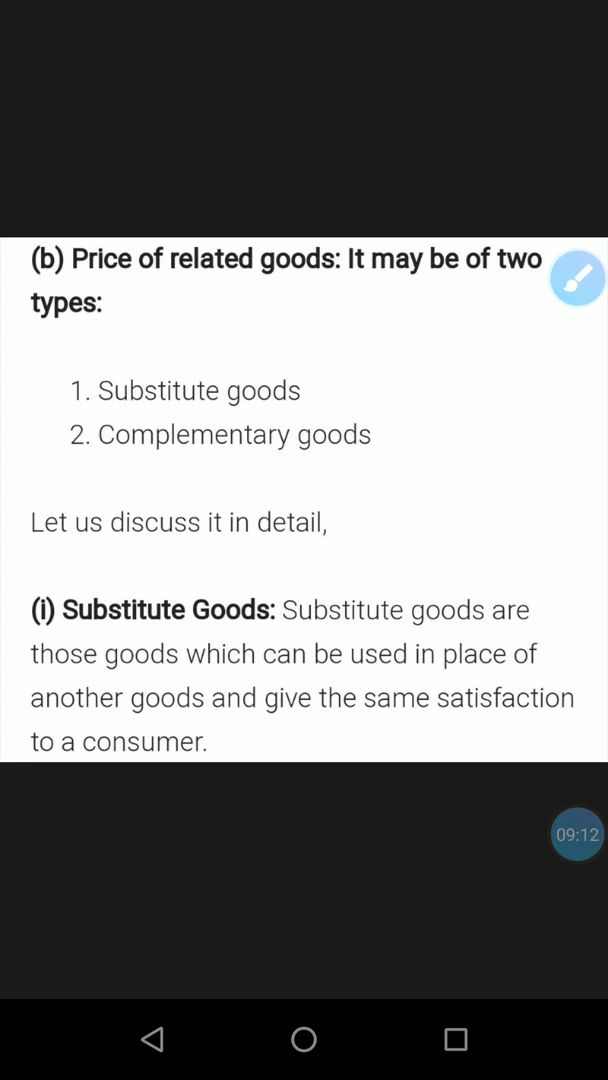 (b) Price of related goods: It may be of two
types:
1. Substitute goods
2. Complementary goods
Let us discuss it in detail,
(i) Substitute Goods: Substitute goods are
those goods which can be used in place of
another goods and give the same satisfaction
to a consumer.
09:12